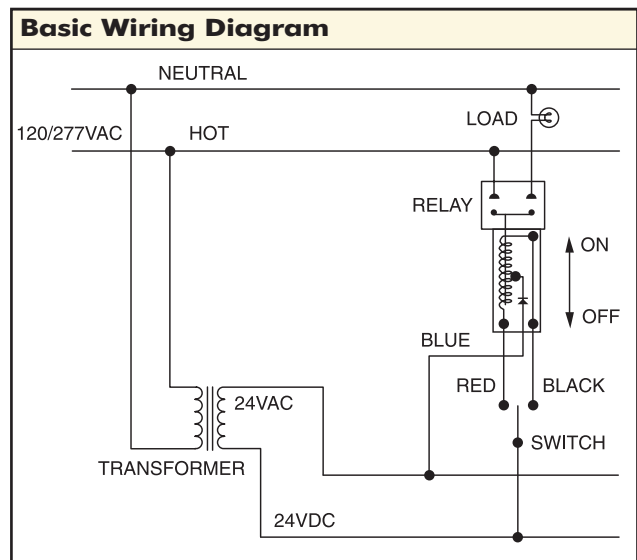 Basic Wiring Diagram
NEUTRAL
LOAD
120/277VAC
HOT
RELAY
ON
OFF
BLUE
RED
BLACK
24VAC
SWITCH
TRANSFORMER
24VDC